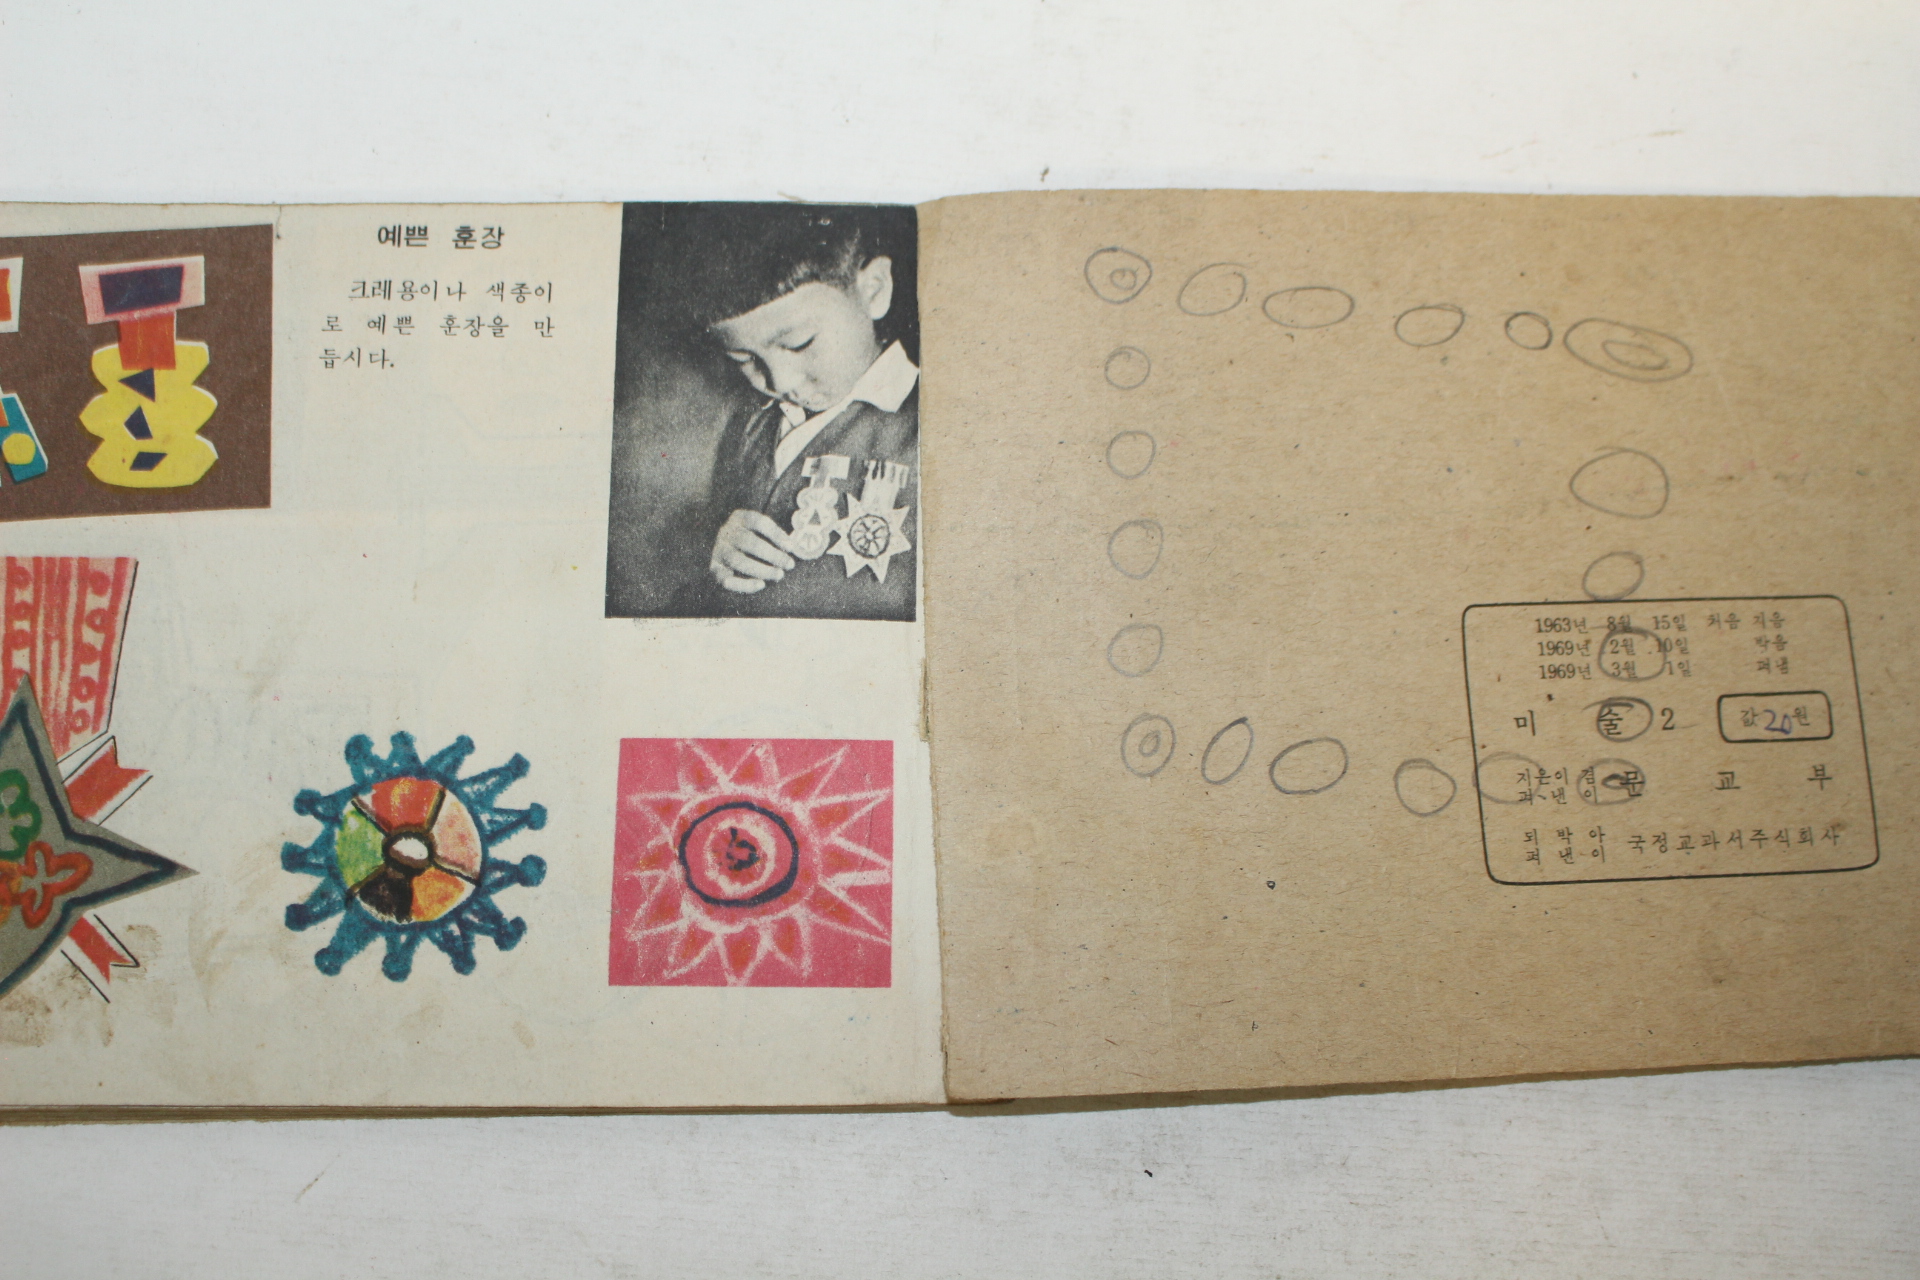 예쁜 훈장
크레용이나 색종이
로 예쁜 훈장을 만
듭시다.
1963년 8월 15일 처음 지음
1969년 2월 10일 박음
1969년 3월 1일 펴냄
미 술 2 값 20원
지은이 겸
펴낸이 문 교 부
되박아
펴낸이 국정교과서주식회사